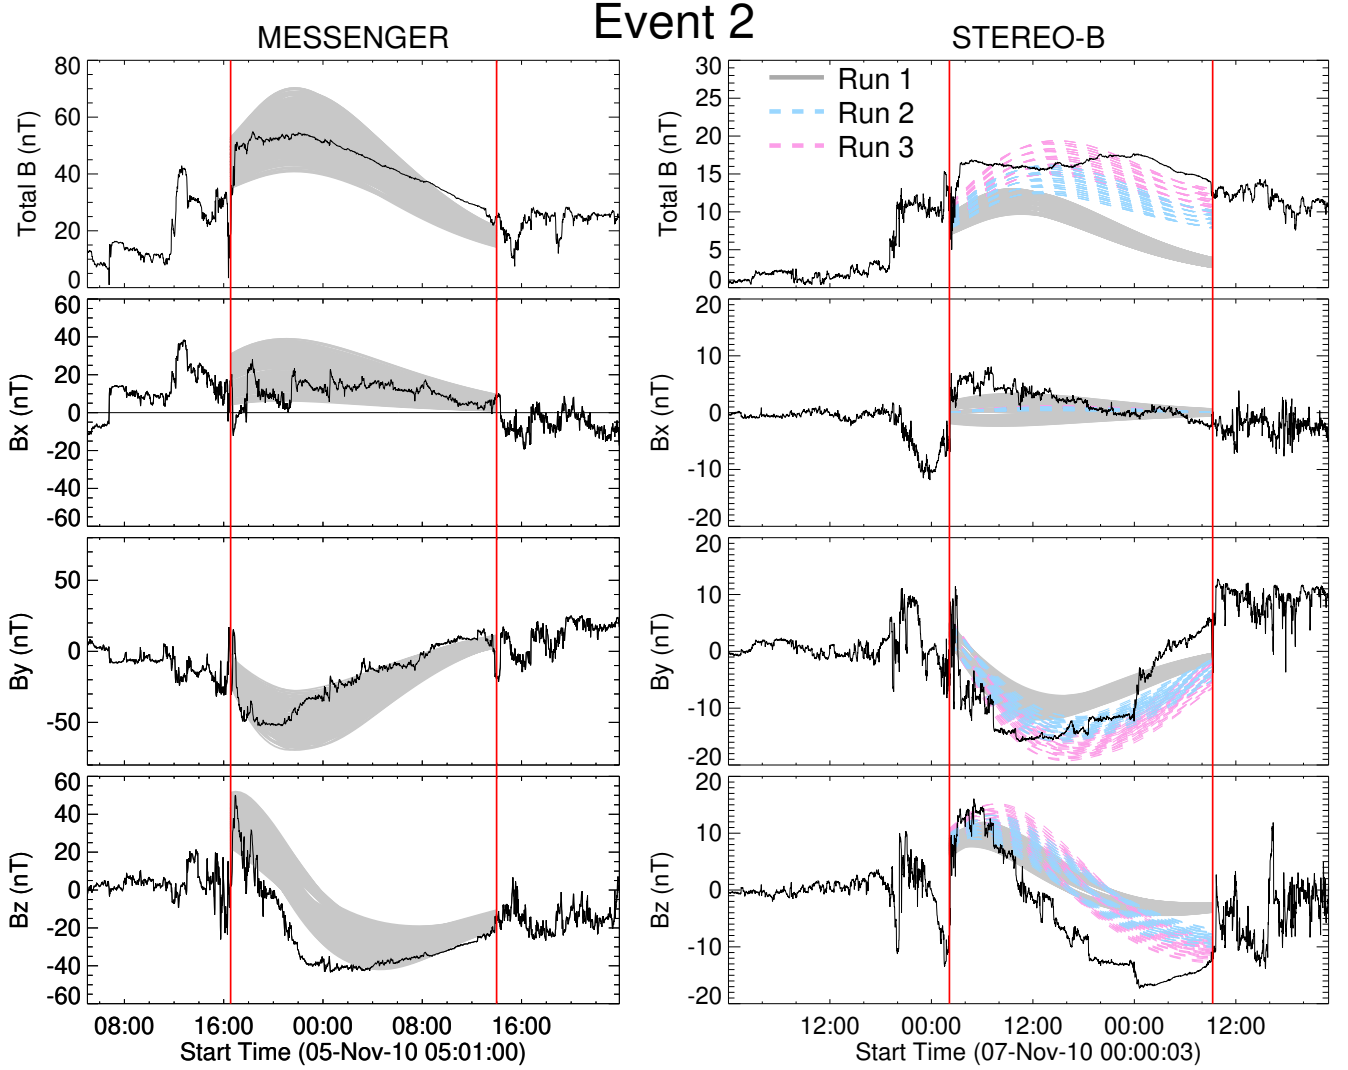 Event 2
MESSENGER
STEREO-B
Total B (nT)
80
60
40
20
0
Total B (nT)
30
25
20
15
10
5
0
Run 1
Run 2
Run 3
Bx (nT)
60
40
20
0
-20
-40
-60
Bx (nT)
20
10
0
-10
-20
By (nT)
50
0
-50
By (nT)
20
10
0
-10
-20
Bz (nT)
60
40
20
0
-20
-40
-60
Bz (nT)
20
10
0
-10
-20
08:00 16:00 00:00 08:00 16:00
Start Time (05-Nov-10 05:01:00)
12:00 00:00 12:00 00:00 12:00
Start Time (07-Nov-10 00:00:03)